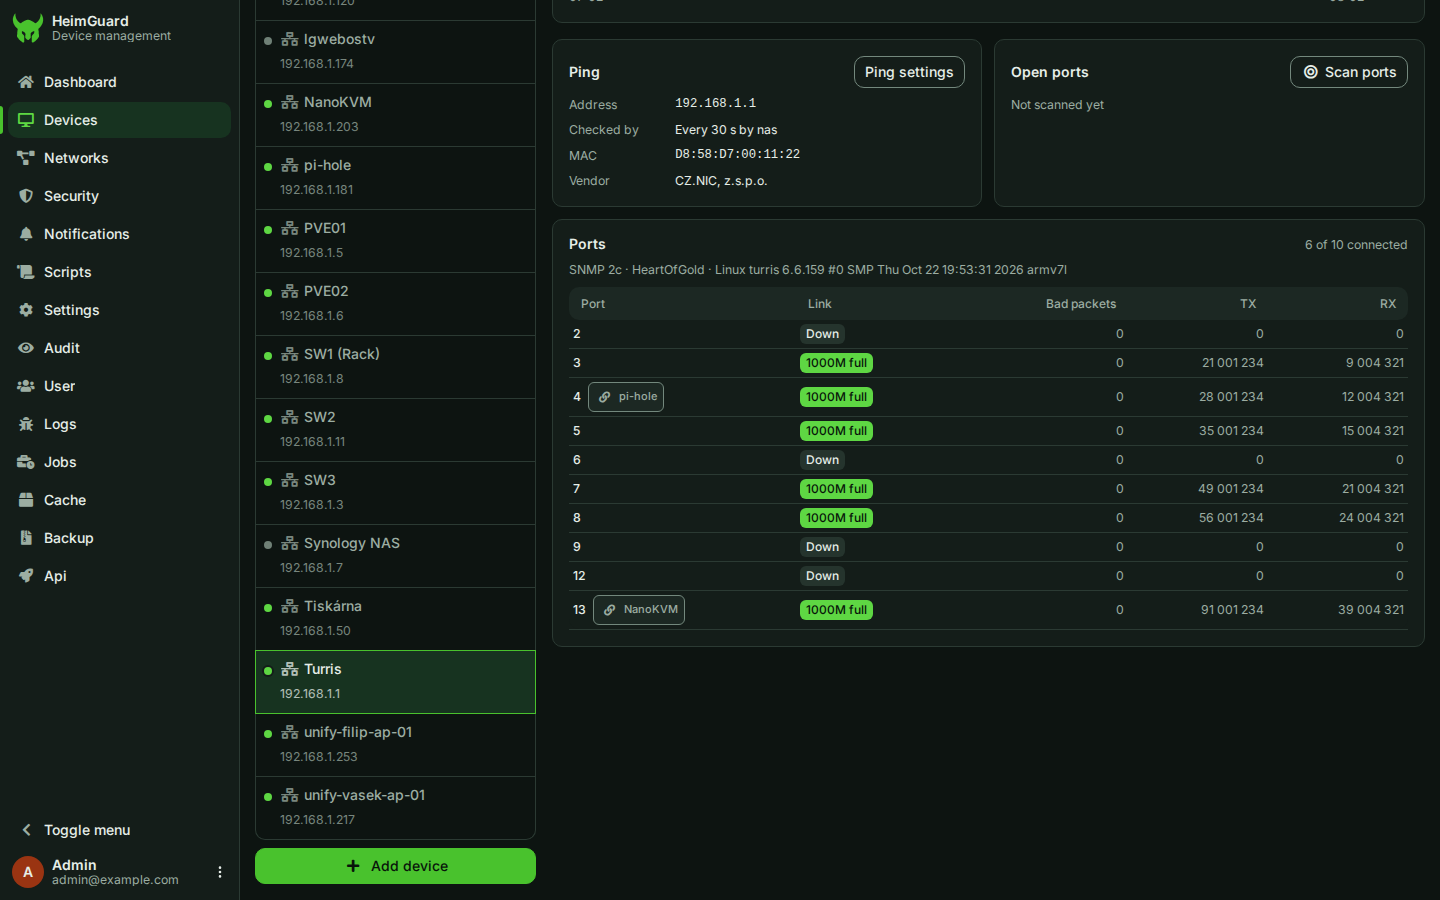 HeimGuard
Device management
Dashboard
Devices
Networks
Security
Notifications
Scripts
Settings
Audit
User
Logs
Jobs
Cache
Backup
Api
Toggle menu
A
Admin
admin@example.com
Igwebostv
192.168.1.174
NanoKVM
192.168.1.203
pi-hole
192.168.1.181
PVE01
192.168.1.5
PVE02
192.168.1.6
SW1 (Rack)
192.168.1.8
SW2
192.168.1.11
SW3
192.168.1.3
Synology NAS
192.168.1.7
Tiskárna
192.168.1.50
Turris
192.168.1.1
unify-filip-ap-01
192.168.1.253
unify-vasek-ap-01
192.168.1.217
Add device
Ping
Ping settings
Address 192.168.1.1
Checked by Every 30 s by nas
MAC D8:58:D7:00:11:22
Vendor CZ.NIC, z.s.p.o.
Open ports
Scan ports
Not scanned yet
Ports
6 of 10 connected
SNMP 2c · HeartOfGold · Linux turris 6.6.159 #0 SMP Thu Oct 22 19:53:31 2026 armv7l
Port Link Bad packets TX RX
2 Down 0 0 0
3 1000M full 0 21 001 234 9 004 321
4 pi-hole 1000M full 0 28 001 234 12 004 321
5 1000M full 0 35 001 234 15 004 321
6 Down 0 0 0
7 1000M full 0 49 001 234 21 004 321
8 1000M full 0 56 001 234 24 004 321
9 Down 0 0 0
12 Down 0 0 0
13 NanoKVM 1000M full 0 91 001 234 39 004 321